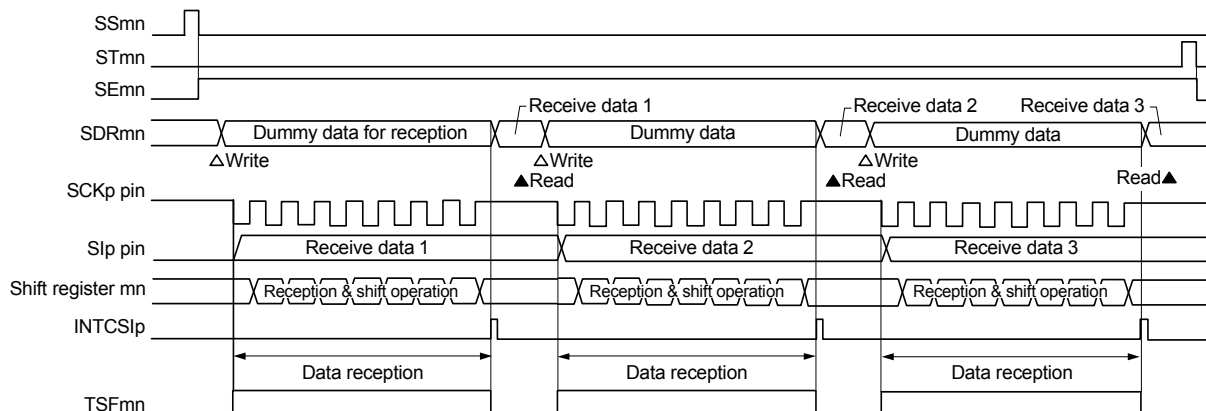 SSmn
STmn
SEmn
Receive data 1 Receive data 2 Receive data 3
SDRmn Dummy data for reception Dummy data Dummy data
△Write △Write △Write
▲Read ▲Read Read▲
SCKp pin
SIp pin Receive data 1 Receive data 2 Receive data 3
Shift register mn Reception & shift operation Reception & shift operation Reception & shift operation
INTCSIp
Data reception Data reception Data reception
TSFmn